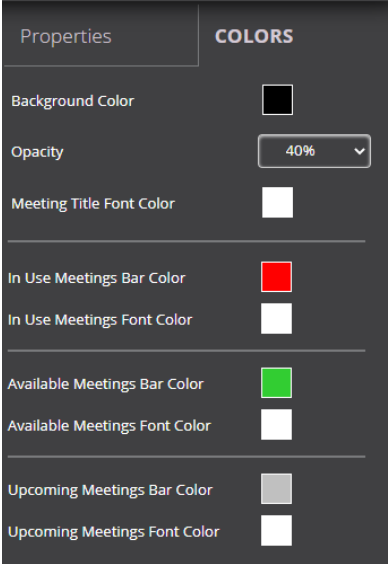 Properties COLORS
Background Color
Opacity 40%
Meeting Title Font Color
In Use Meetings Bar Color
In Use Meetings Font Color
Available Meetings Bar Color
Available Meetings Font Color
Upcoming Meetings Bar Color
Upcoming Meetings Font Color